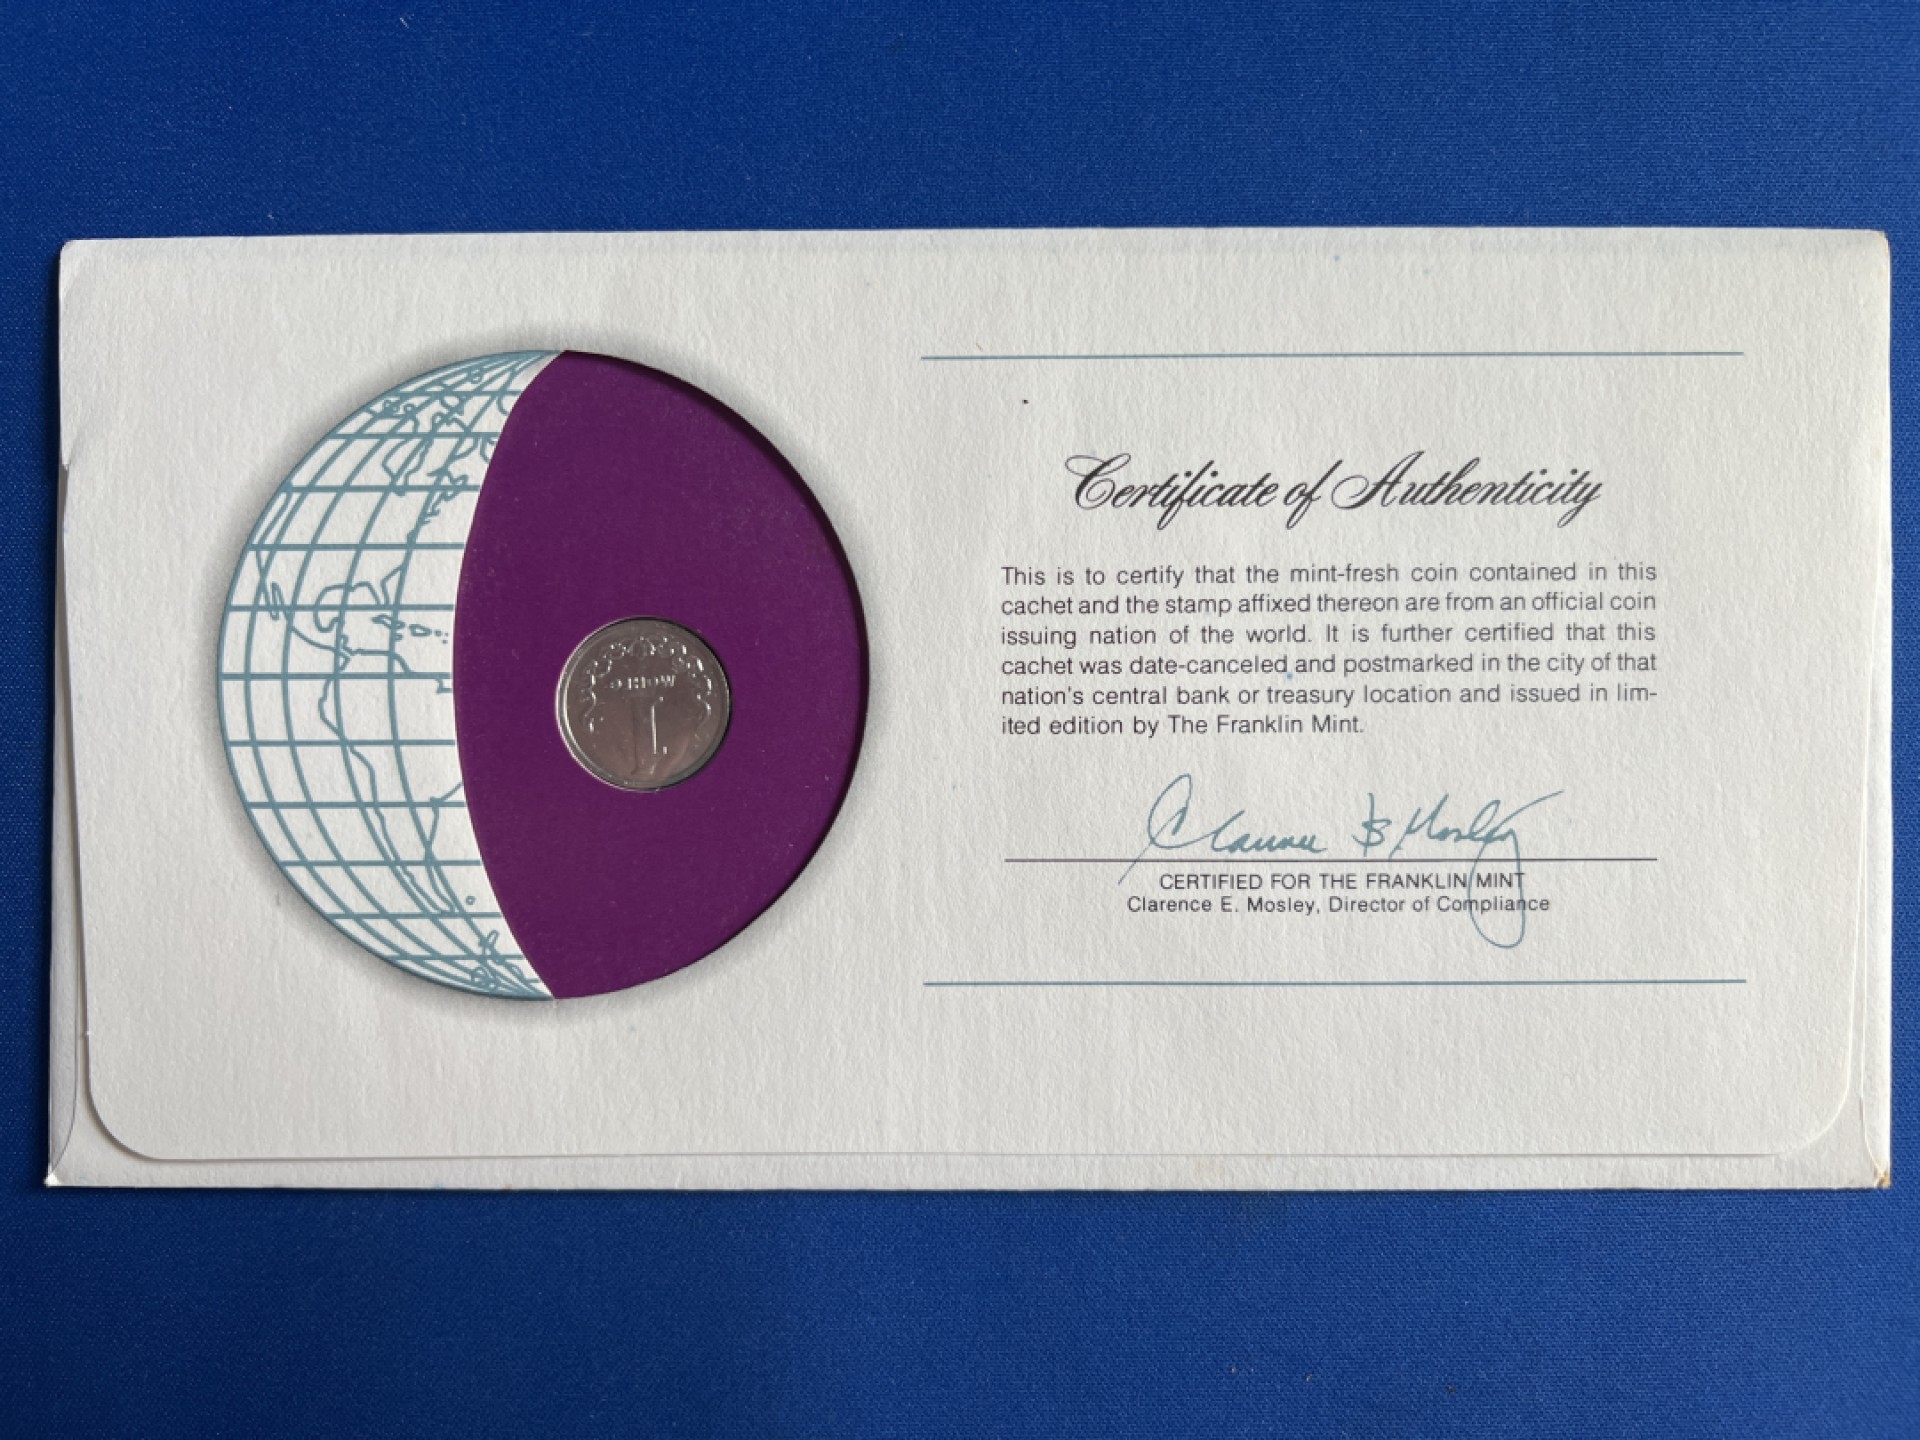 Certificate of Authenticity
This is to certify that the mint-fresh coin contained in this
cachet and the stamp affixed thereon are from an official coin
issuing nation of the world. It is further certified that this
cachet was date-canceled and postmarked in the city of that
nation's central bank or treasury location and issued in lim-
ited edition by The Franklin Mint.
CERTIFIED FOR THE FRANKLIN MINT
Clarence E. Mosley, Director of Compliance